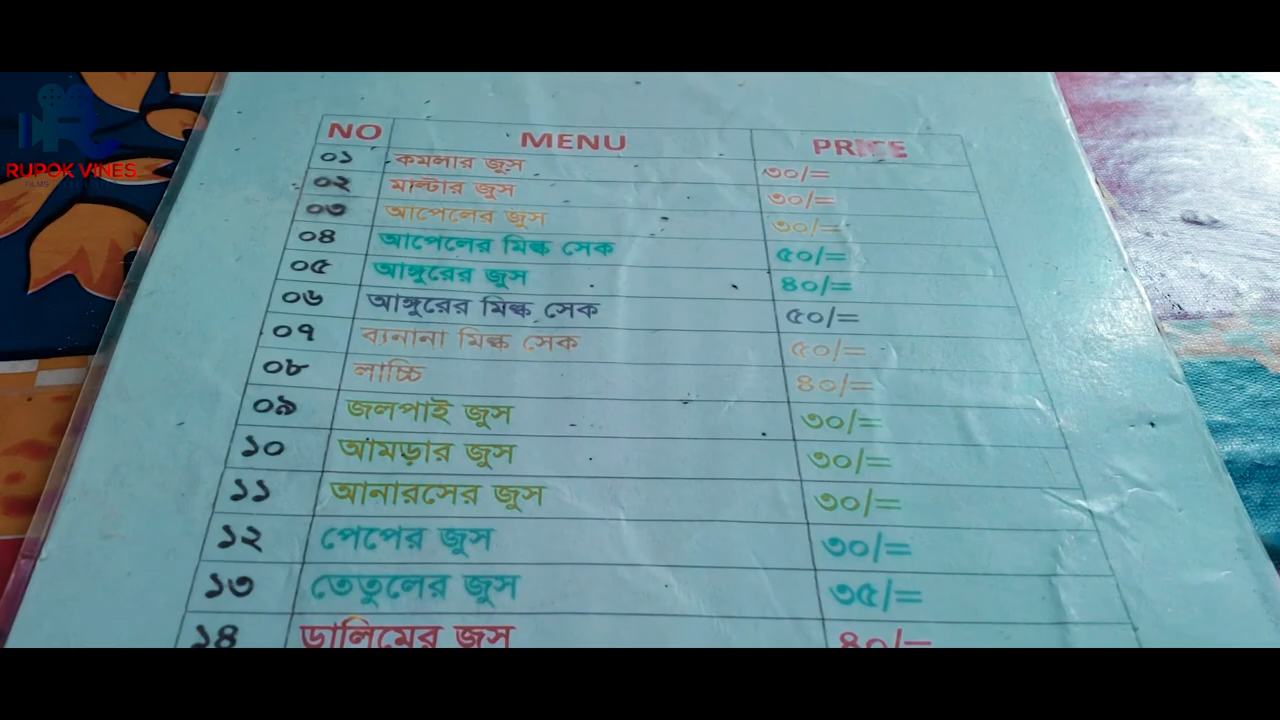 RUPOK VINES
NO MENU PRICE
০১ কমলার জুস ৩০/=
০২ মাল্টার জুস ৩০/=
০৩ আপেলের জুস ৩০/=
০৪ আপেলের মিল্ক সেক ৫০/=
০৫ আঙ্গুরের জুস ৪০/=
০৬ আঙ্গুরের মিল্ক সেক ৫০/=
০৭ ব্যনানা মিল্ক সেক ৫০/=
০৮ লাচ্চি ৪০/=
০৯ জলপাই জুস ৩০/=
১০ আমড়ার জুস ৩০/=
১১ আনারসের জুস ৩০/=
১২ পেপের জুস ৩০/=
১৩ তেতুলের জুস ৩৫/=
১৪ ডালিমের জুস ৪০/=